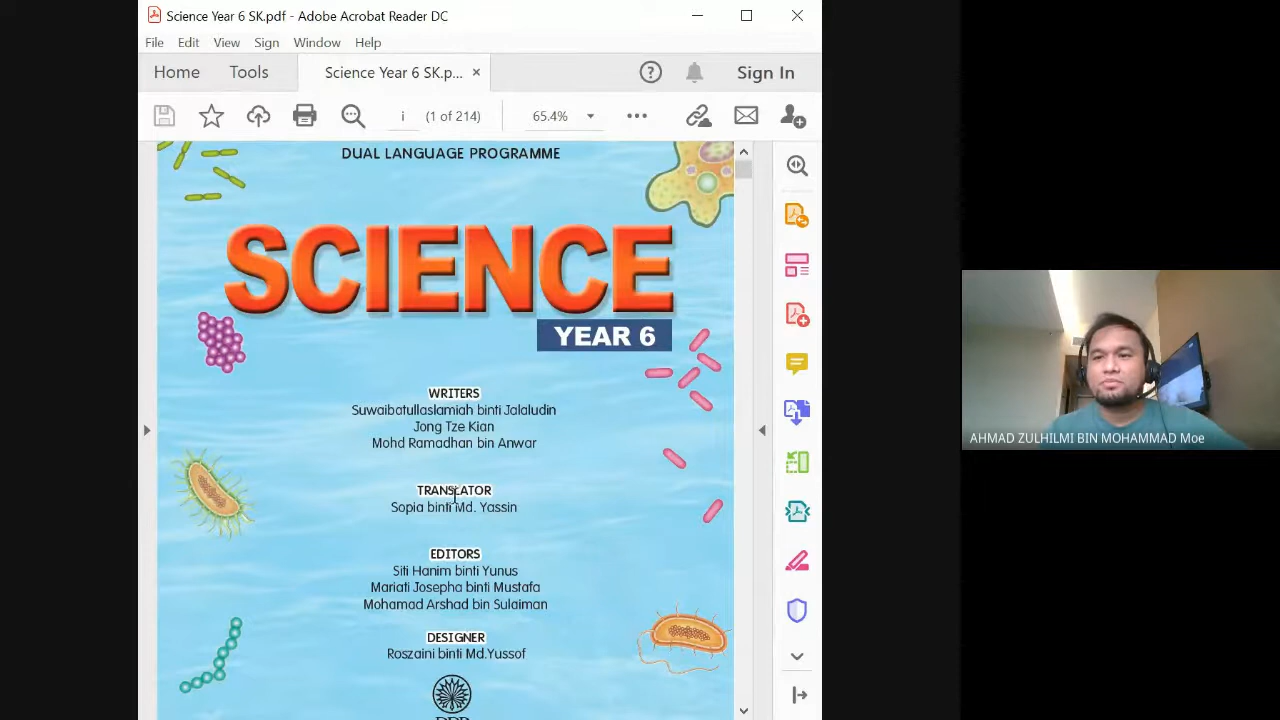 Science Year 6 SK.pdf - Adobe Acrobat Reader DC
File Edit View Sign Window Help
Home Tools Science Year 6 SK.p... × Sign In
i (1 of 214) 65.4%
DUAL LANGUAGE PROGRAMME
SCIENCE
YEAR 6
WRITERS
Suwaibatullaslamiah binti Jalaludin
Jong Tze Kian
Mohd Ramadhan bin Anwar
TRANSLATOR
Sopia binti Md. Yassin
EDITORS
Siti Hanim binti Yunus
Mariati Josepha binti Mustafa
Mohamad Arshad bin Sulaiman
DESIGNER
Roszaini binti Md.Yussof
AHMAD ZULHILMI BIN MOHAMMAD Moe